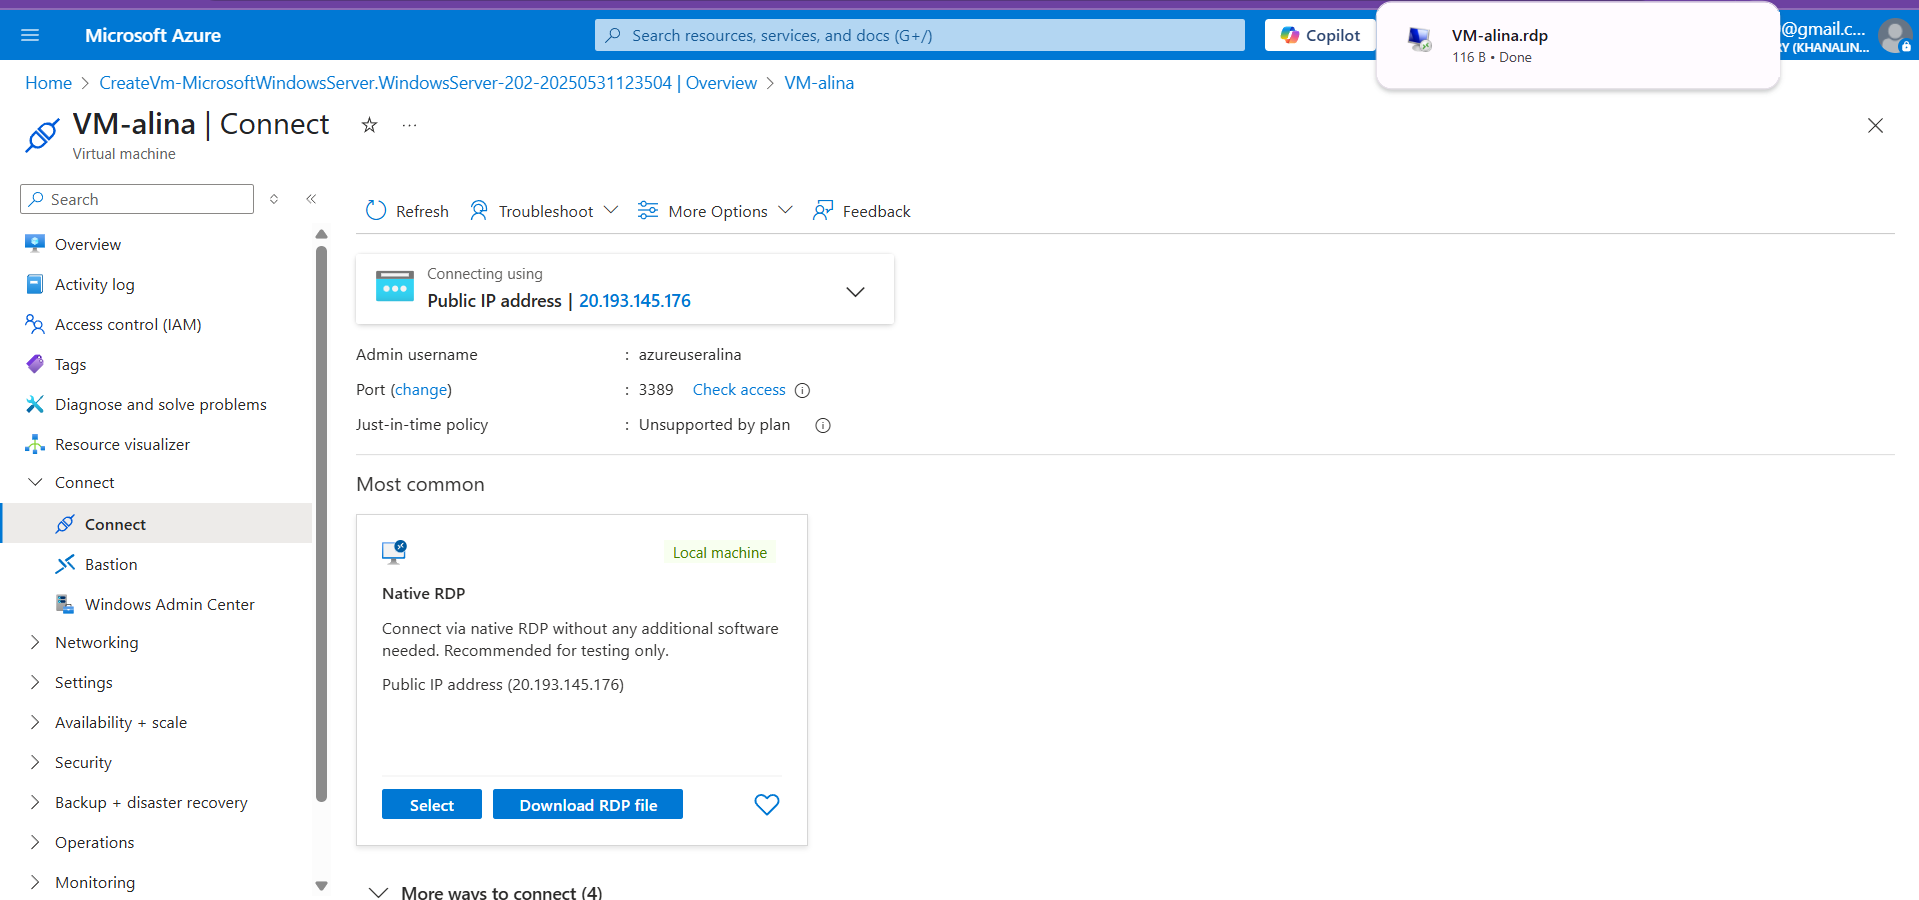 Microsoft Azure
Search resources, services, and docs (G+/)
Copilot
VM-alina.rdp
116 B • Done
@gmail.c...
RY (KHANALIN...
Home > CreateVm-MicrosoftWindowsServer.WindowsServer-202-20250531123504 | Overview > VM-alina
VM-alina | Connect
Virtual machine
Search
Refresh
Troubleshoot
More Options
Feedback
Overview
Activity log
Access control (IAM)
Tags
Diagnose and solve problems
Resource visualizer
Connect
Connect
Bastion
Windows Admin Center
Networking
Settings
Availability + scale
Security
Backup + disaster recovery
Operations
Monitoring
Connecting using
Public IP address | 20.193.145.176
Admin username : azureuseralina
Port (change) : 3389 Check access
Just-in-time policy : Unsupported by plan
Most common
Local machine
Native RDP
Connect via native RDP without any additional software
needed. Recommended for testing only.
Public IP address (20.193.145.176)
Select
Download RDP file
More ways to connect (4)